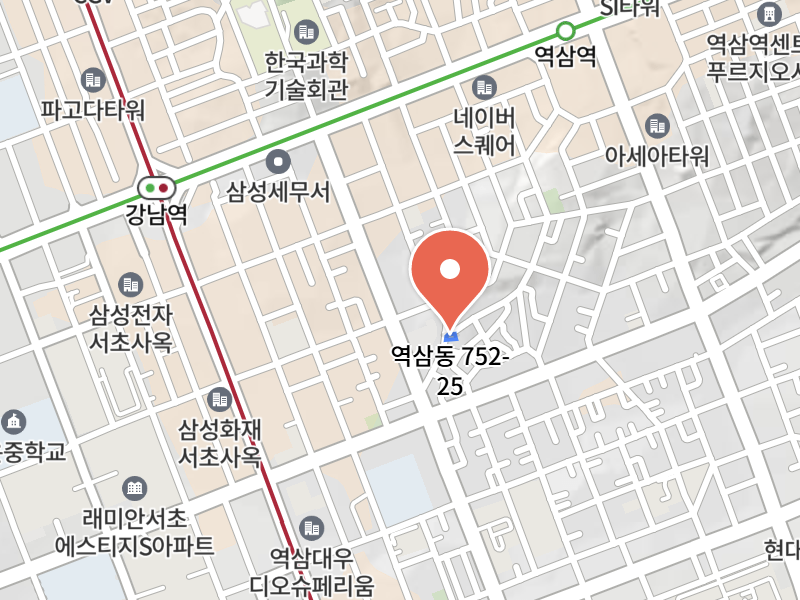 SI타워
역삼역
한국과학
기술회관
역삼역센트
푸르지오시
파고다타워
네이버
스퀘어
아세아타워
삼성세무서
강남역
삼성전자
서초사옥
역삼동 752-
25
삼성화재
서초사옥
중학교
래미안서초
에스티지S아파트
역삼대우
디오슈페리움
현대